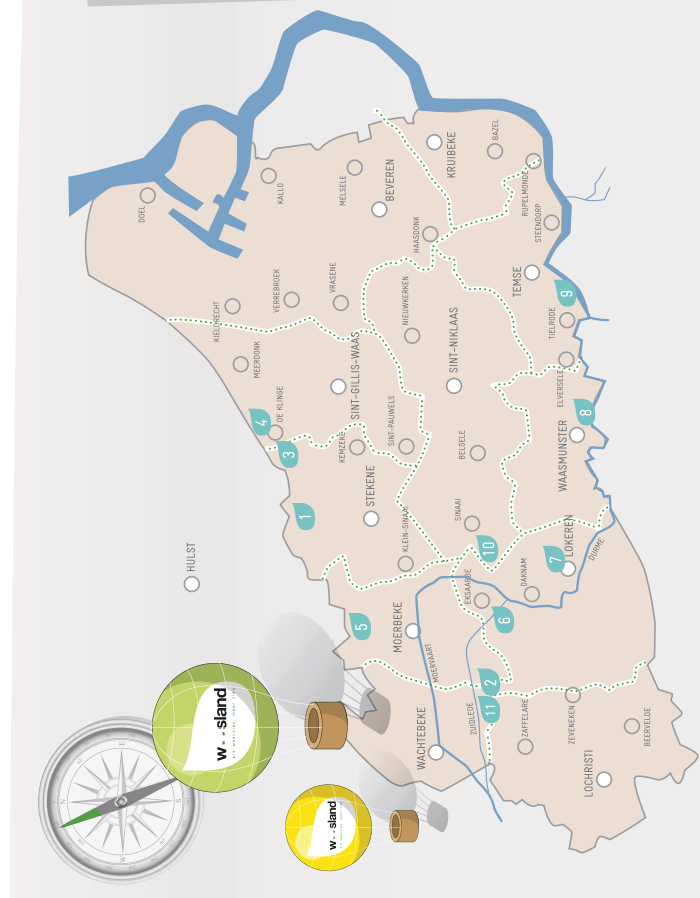 DOEL
KALLO
MELSELE
BEVEREN
KRUIBEKE
BAZEL
RUPELMONDE
STEENDORP
HAASDONK
KIELDRECHT
VERREBROEK
VRASENE
NIEUWKERKEN
TEMSE
9
TIELRODE
MEERDONK
SINT-GILLIS-WAAS
SINT-NIKLAAS
ELVERSELE
4
DE KLINGE
3
KEMZEKE
SINT-PAUWELS
BELSELE
8
WAASMUNSTER
1
STEKENE
KLEIN-SINAAI
SINAAI
10
LOKEREN
7
DURME
HULST
5
MOERBEKE
EKSAARDE
6
DAKNAM
MOERVAART
2
11
ZUIDLEDE
WACHTEBEKE
ZAFFELARE
ZEVENEKEN
BEERVELDE
LOCHRISTI
N
E
S
W
w sland
w sland